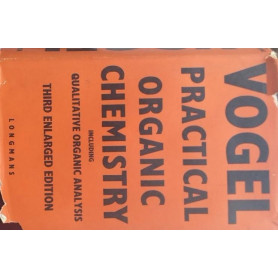 VOGEL
PRACTICAL
ORGANIC
CHEMISTRY
INCLUDING
QUALITATIVE ORGANIC ANALYSIS
THIRD ENLARGED EDITION
LONGMANS